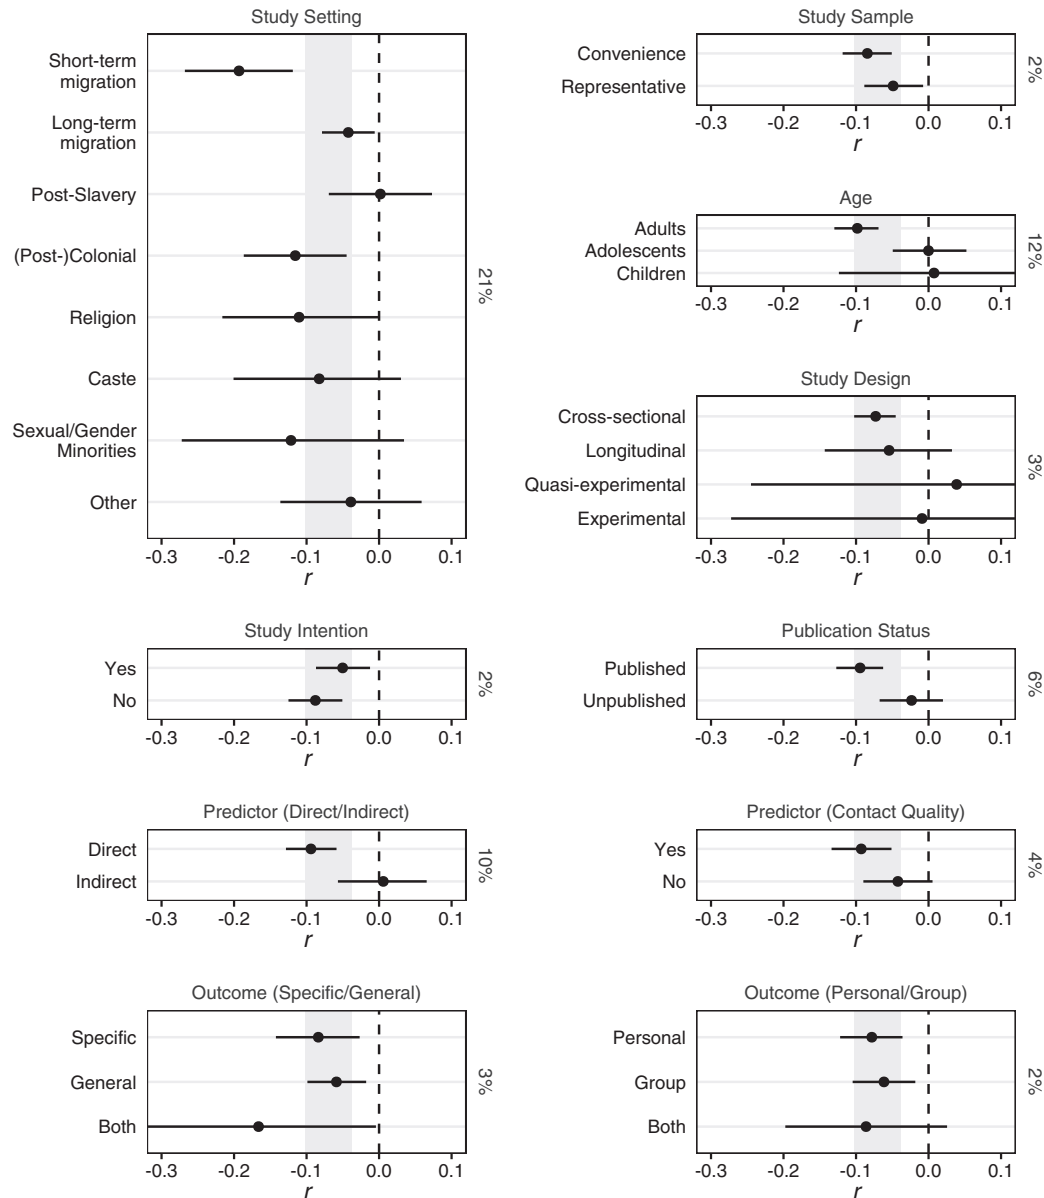 Study Setting
Short-term
migration
Long-term
migration
Post-Slavery
(Post-)Colonial
Religion
Caste
Sexual/Gender
Minorities
Other
21%
-0.3 -0.2 -0.1 0.0 0.1
r
Study Sample
Convenience
Representative
2%
-0.3 -0.2 -0.1 0.0 0.1
r
Age
Adults
Adolescents
Children
12%
-0.3 -0.2 -0.1 0.0 0.1
r
Study Design
Cross-sectional
Longitudinal
Quasi-experimental
Experimental
3%
-0.3 -0.2 -0.1 0.0 0.1
r
Study Intention
Yes
No
2%
-0.3 -0.2 -0.1 0.0 0.1
r
Publication Status
Published
Unpublished
6%
-0.3 -0.2 -0.1 0.0 0.1
r
Predictor (Direct/Indirect)
Direct
Indirect
10%
-0.3 -0.2 -0.1 0.0 0.1
r
Predictor (Contact Quality)
Yes
No
4%
-0.3 -0.2 -0.1 0.0 0.1
r
Outcome (Specific/General)
Specific
General
Both
3%
-0.3 -0.2 -0.1 0.0 0.1
r
Outcome (Personal/Group)
Personal
Group
Both
2%
-0.3 -0.2 -0.1 0.0 0.1
r